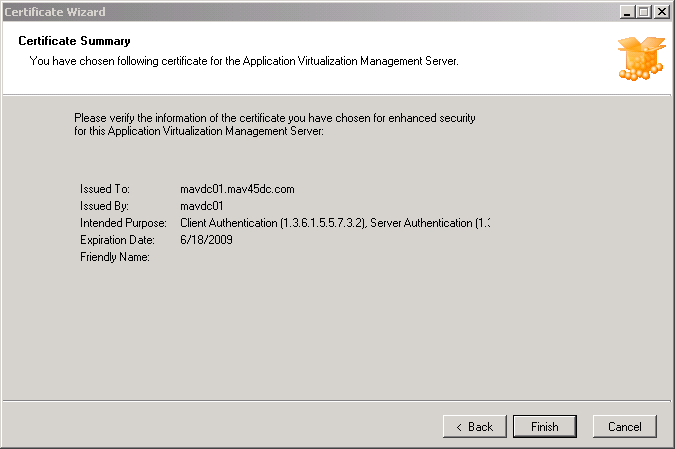 Certificate Wizard
Certificate Summary
You have chosen following certificate for the Application Virtualization Management Server.
Please verify the information of the certificate you have chosen for enhanced security
for this Application Virtualization Management Server:
Issued To: mavdc01.mav45dc.com
Issued By: mavdc01
Intended Purpose: Client Authentication (1.3.6.1.5.5.7.3.2), Server Authentication (1.3
Expiration Date: 6/18/2009
Friendly Name:
< Back Finish Cancel